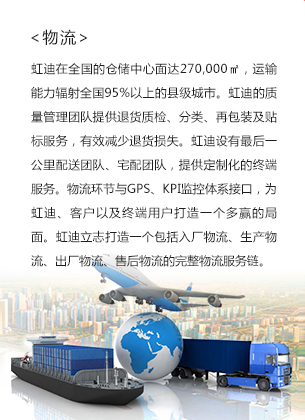 <物流>
虹迪在全国的仓储中心面达270,000㎡，运输
能力辐射全国95%以上的县级城市。虹迪的质
量管理团队提供退货质检、分类、再包装及贴
标服务，有效减少退货损失。虹迪设有最后一
公里配送团队、宅配团队，提供定制化的终端
服务。物流环节与GPS、KPI监控体系接口，为
虹迪、客户以及终端用户打造一个多赢的局
面。虹迪立志打造一个包括入厂物流、生产物
流、出厂物流、售后物流的完整物流服务链。